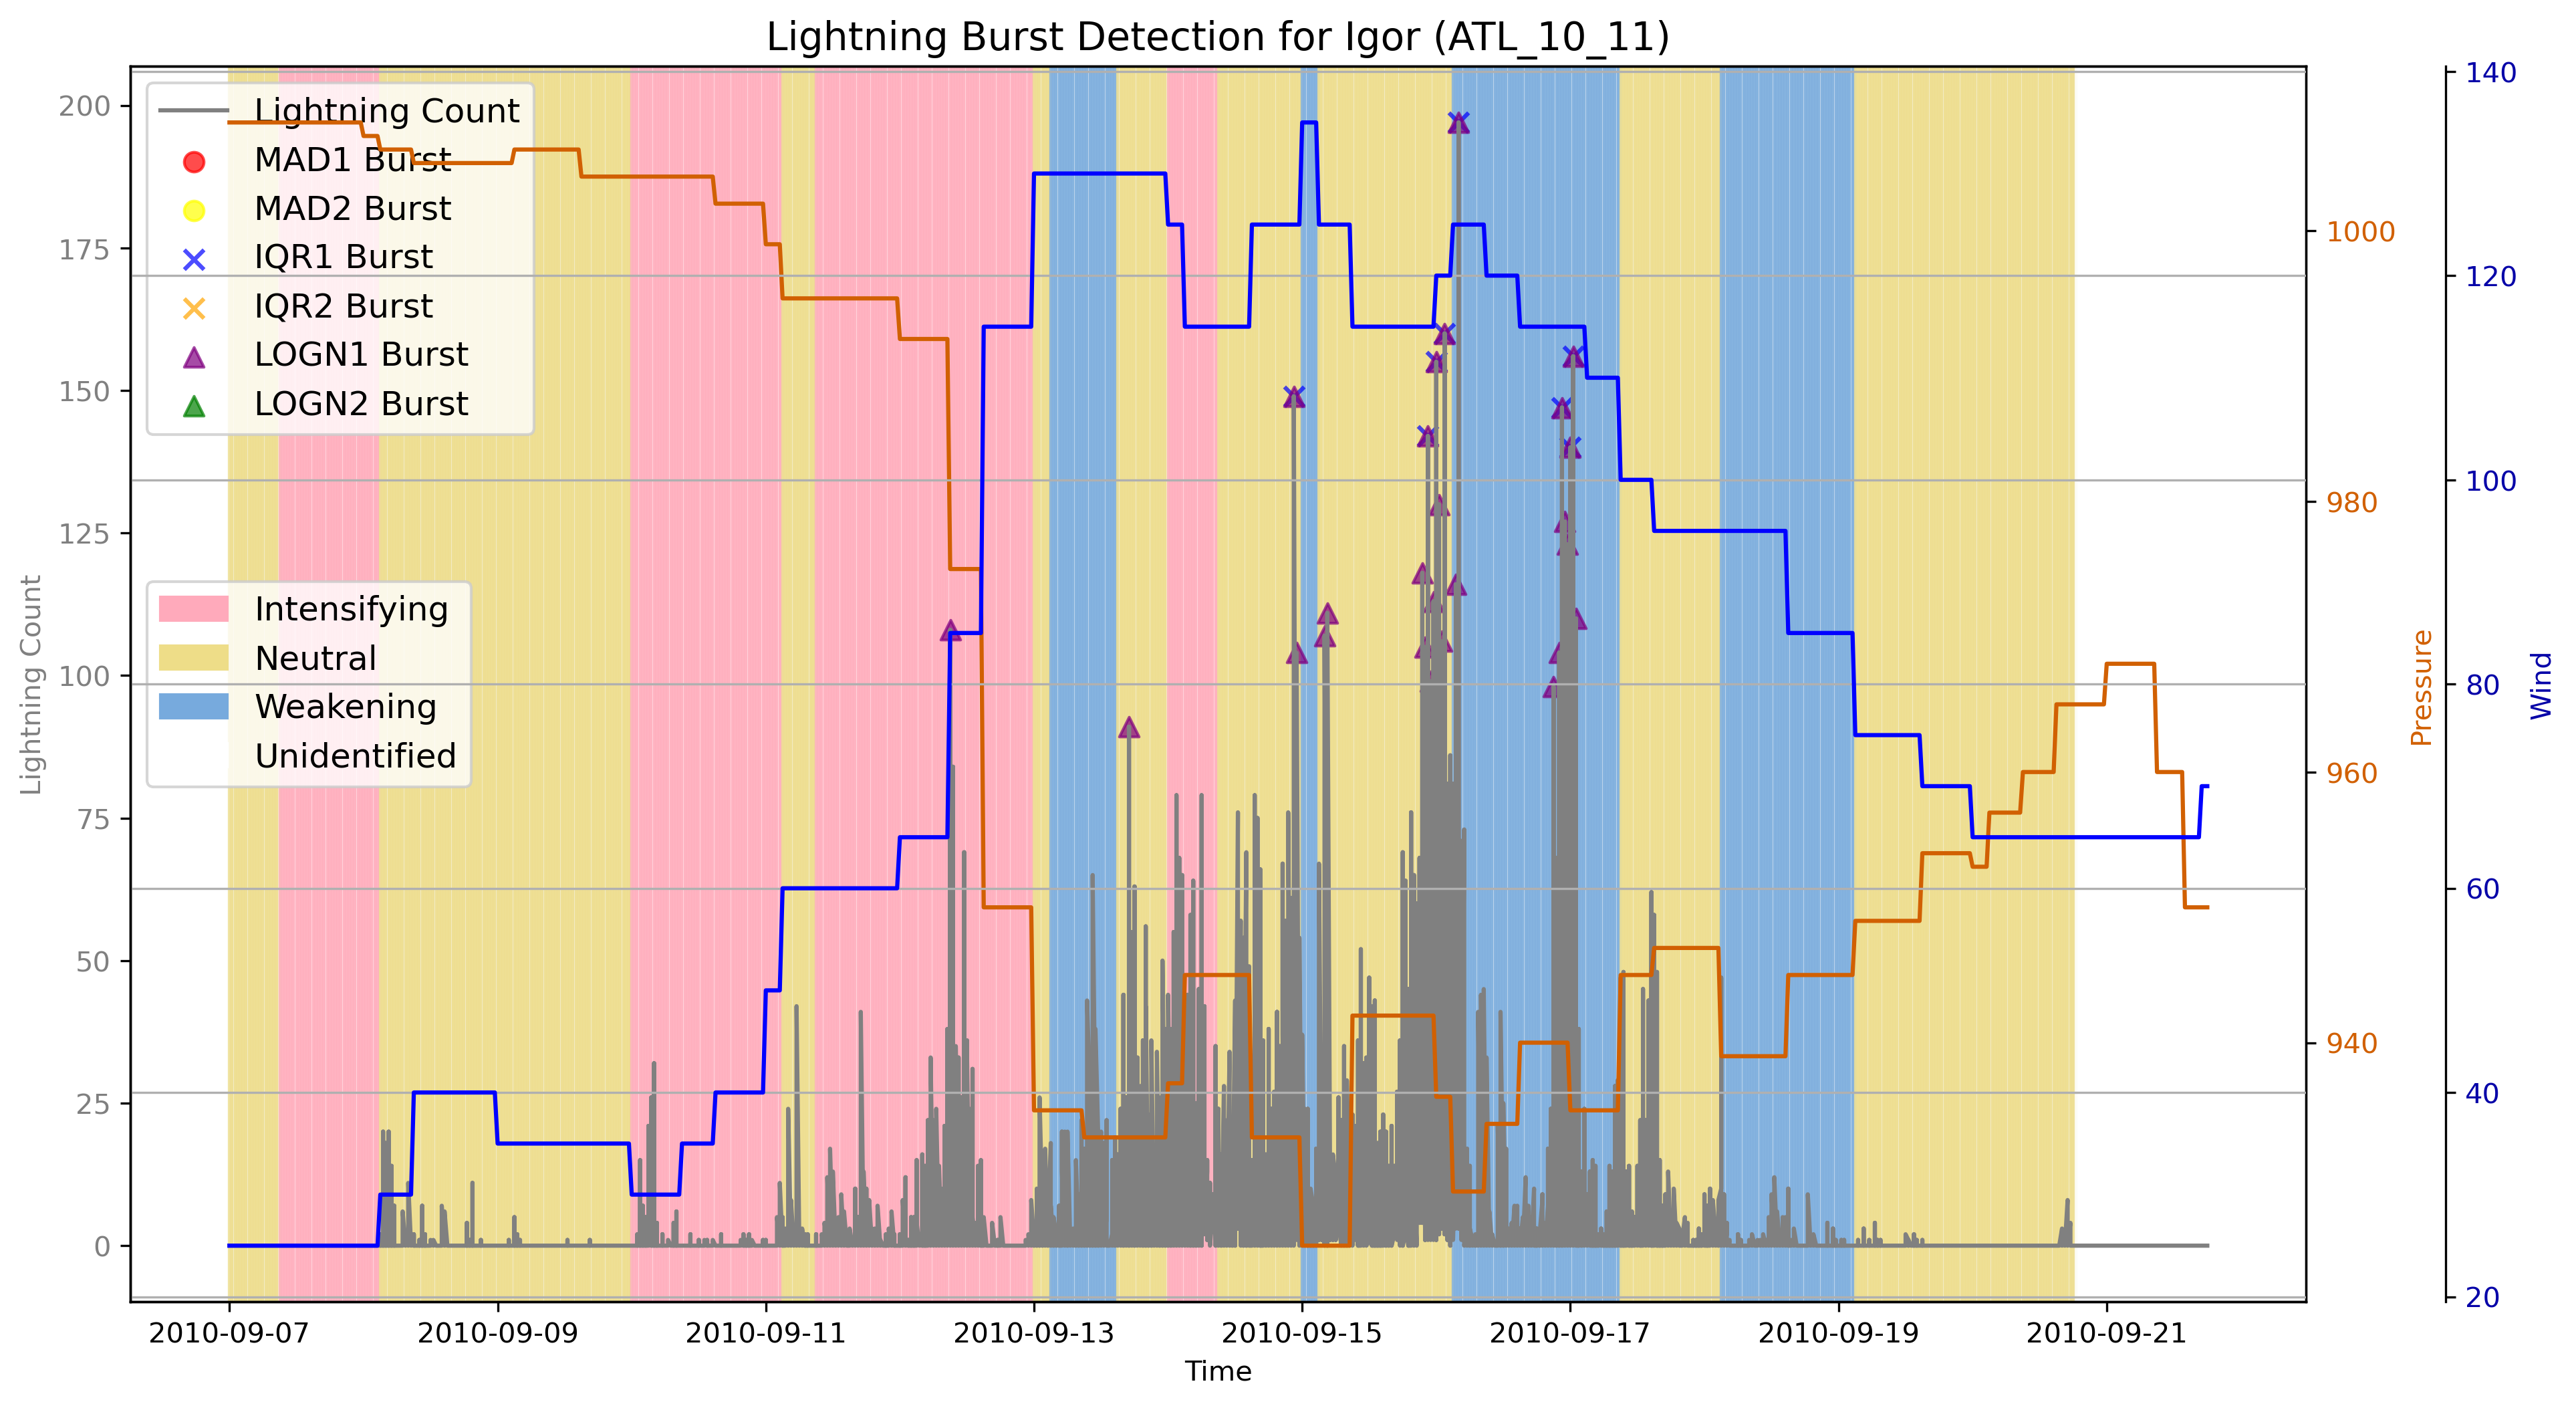 Lightning Burst Detection for Igor (ATL_10_11)
Lightning Count
MAD1 Burst
MAD2 Burst
IQR1 Burst
IQR2 Burst
LOGN1 Burst
LOGN2 Burst
Intensifying
Neutral
Weakening
Unidentified
Lightning Count
200
175
150
125
100
75
50
25
0
1000
980
960
940
Pressure
140
120
100
80
60
40
20
Wind
2010-09-07
2010-09-09
2010-09-11
2010-09-13
2010-09-15
2010-09-17
2010-09-19
2010-09-21
Time